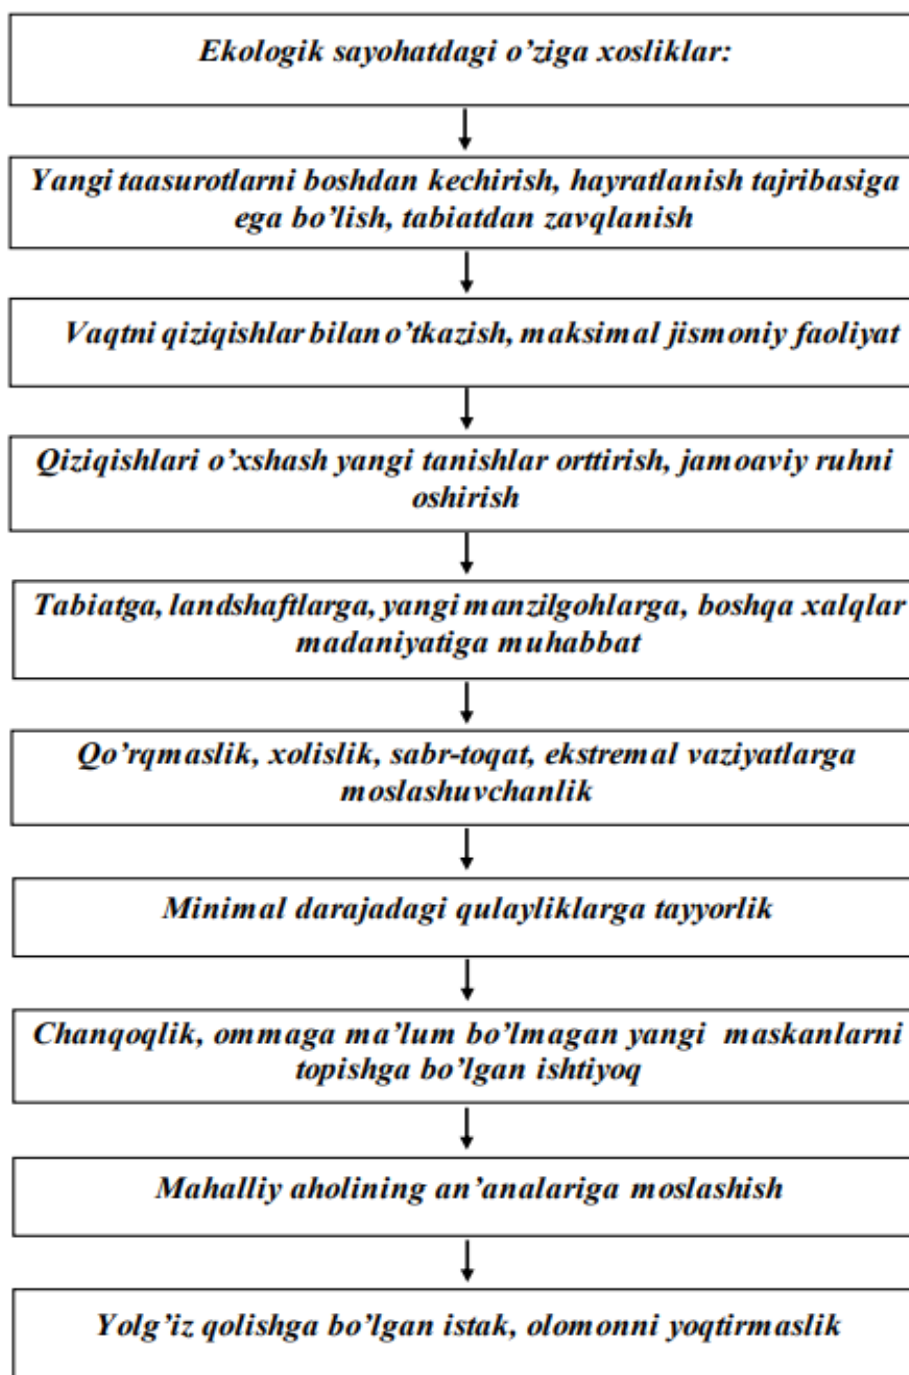 Ekologik sayohatdagi o’ziga xosliklar:
Yangi taasurotlarni boshdan kechirish, hayratlanish tajribasiga
ega bo’lish, tabiatdan zavqlanish
Vaqtni qiziqishlar bilan o’tkazish, maksimal jismoniy faoliyat
Qiziqishlari o’xshash yangi tanishlar orttirish, jamoaviy ruhni
oshirish
Tabiatga, landshaftlarga, yangi manzilgohlarga, boshqa xalqlar
madaniyatiga muhabbat
Qo’rqmaslik, xolislik, sabr-toqat, ekstremal vaziyatlarga
moslashuvchanlik
Minimal darajadagi qulayliklarga tayyorlik
Chanqoqlik, ommaga ma’lum bo’lmagan yangi maskanlarni
topishga bo’lgan ishtiyoq
Mahalliy aholining an’analariga moslashish
Yolg’iz qolishga bo’lgan istak, olomonni yoqtirmaslik